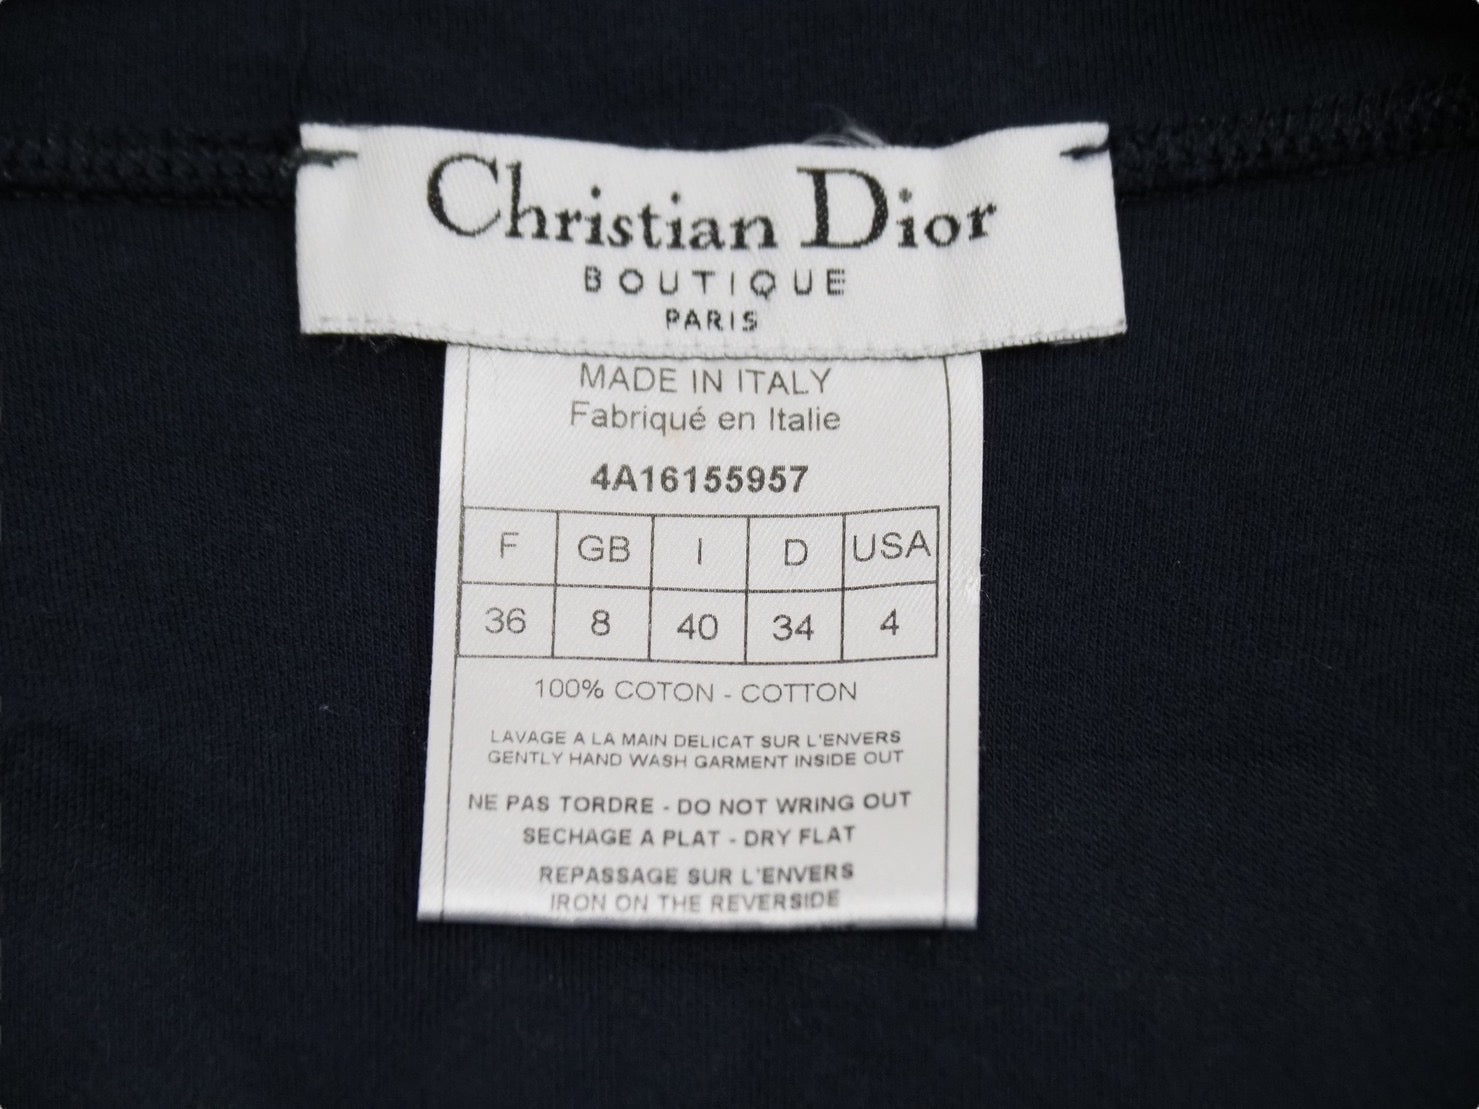 Christian Dior
BOUTIQUE
PARIS
MADE IN ITALY
Fabriqué en Italie
4A16155957
F GB I D USA
36 8 40 34 4
100% COTON - COTTON
LAVAGE A LA MAIN DELICAT SUR L'ENVERS
GENTLY HAND WASH GARMENT INSIDE OUT
NE PAS TORDRE - DO NOT WRING OUT
SECHAGE A PLAT - DRY FLAT
REPASSAGE SUR L'ENVERS
IRON ON THE REVERSIDE